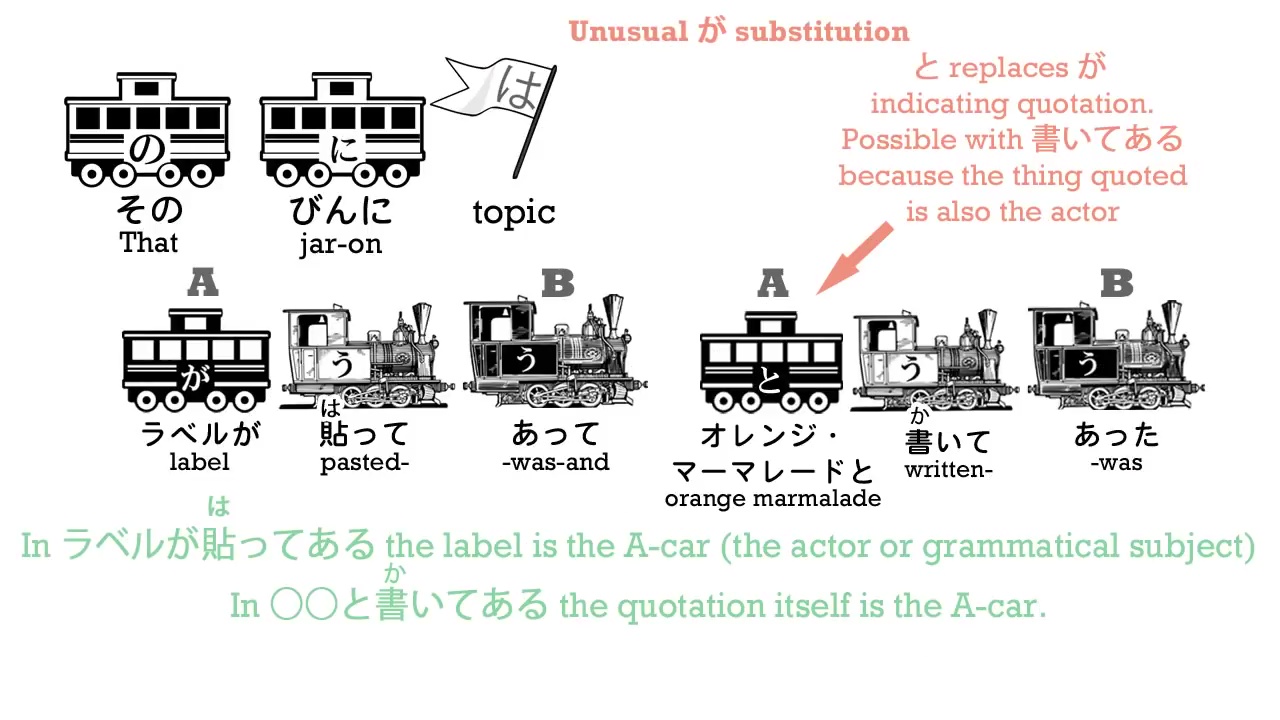 Unusual が substitution
と replaces が
indicating quotation.
Possible with 書いてある
because the thing quoted
is also the actor
の
に
は
その
びんに
topic
That
jar-on
A
B
A
B
が
う
う
と
う
う
ラベルが
は
貼って
あって
オレンジ・
マーマレードと
か
書いて
あった
label
pasted-
-was-and
orange marmalade
written-
-was
は
In ラベルが貼ってある the label is the A-car (the actor or grammatical subject)
か
In 〇〇と書いてある the quotation itself is the A-car.